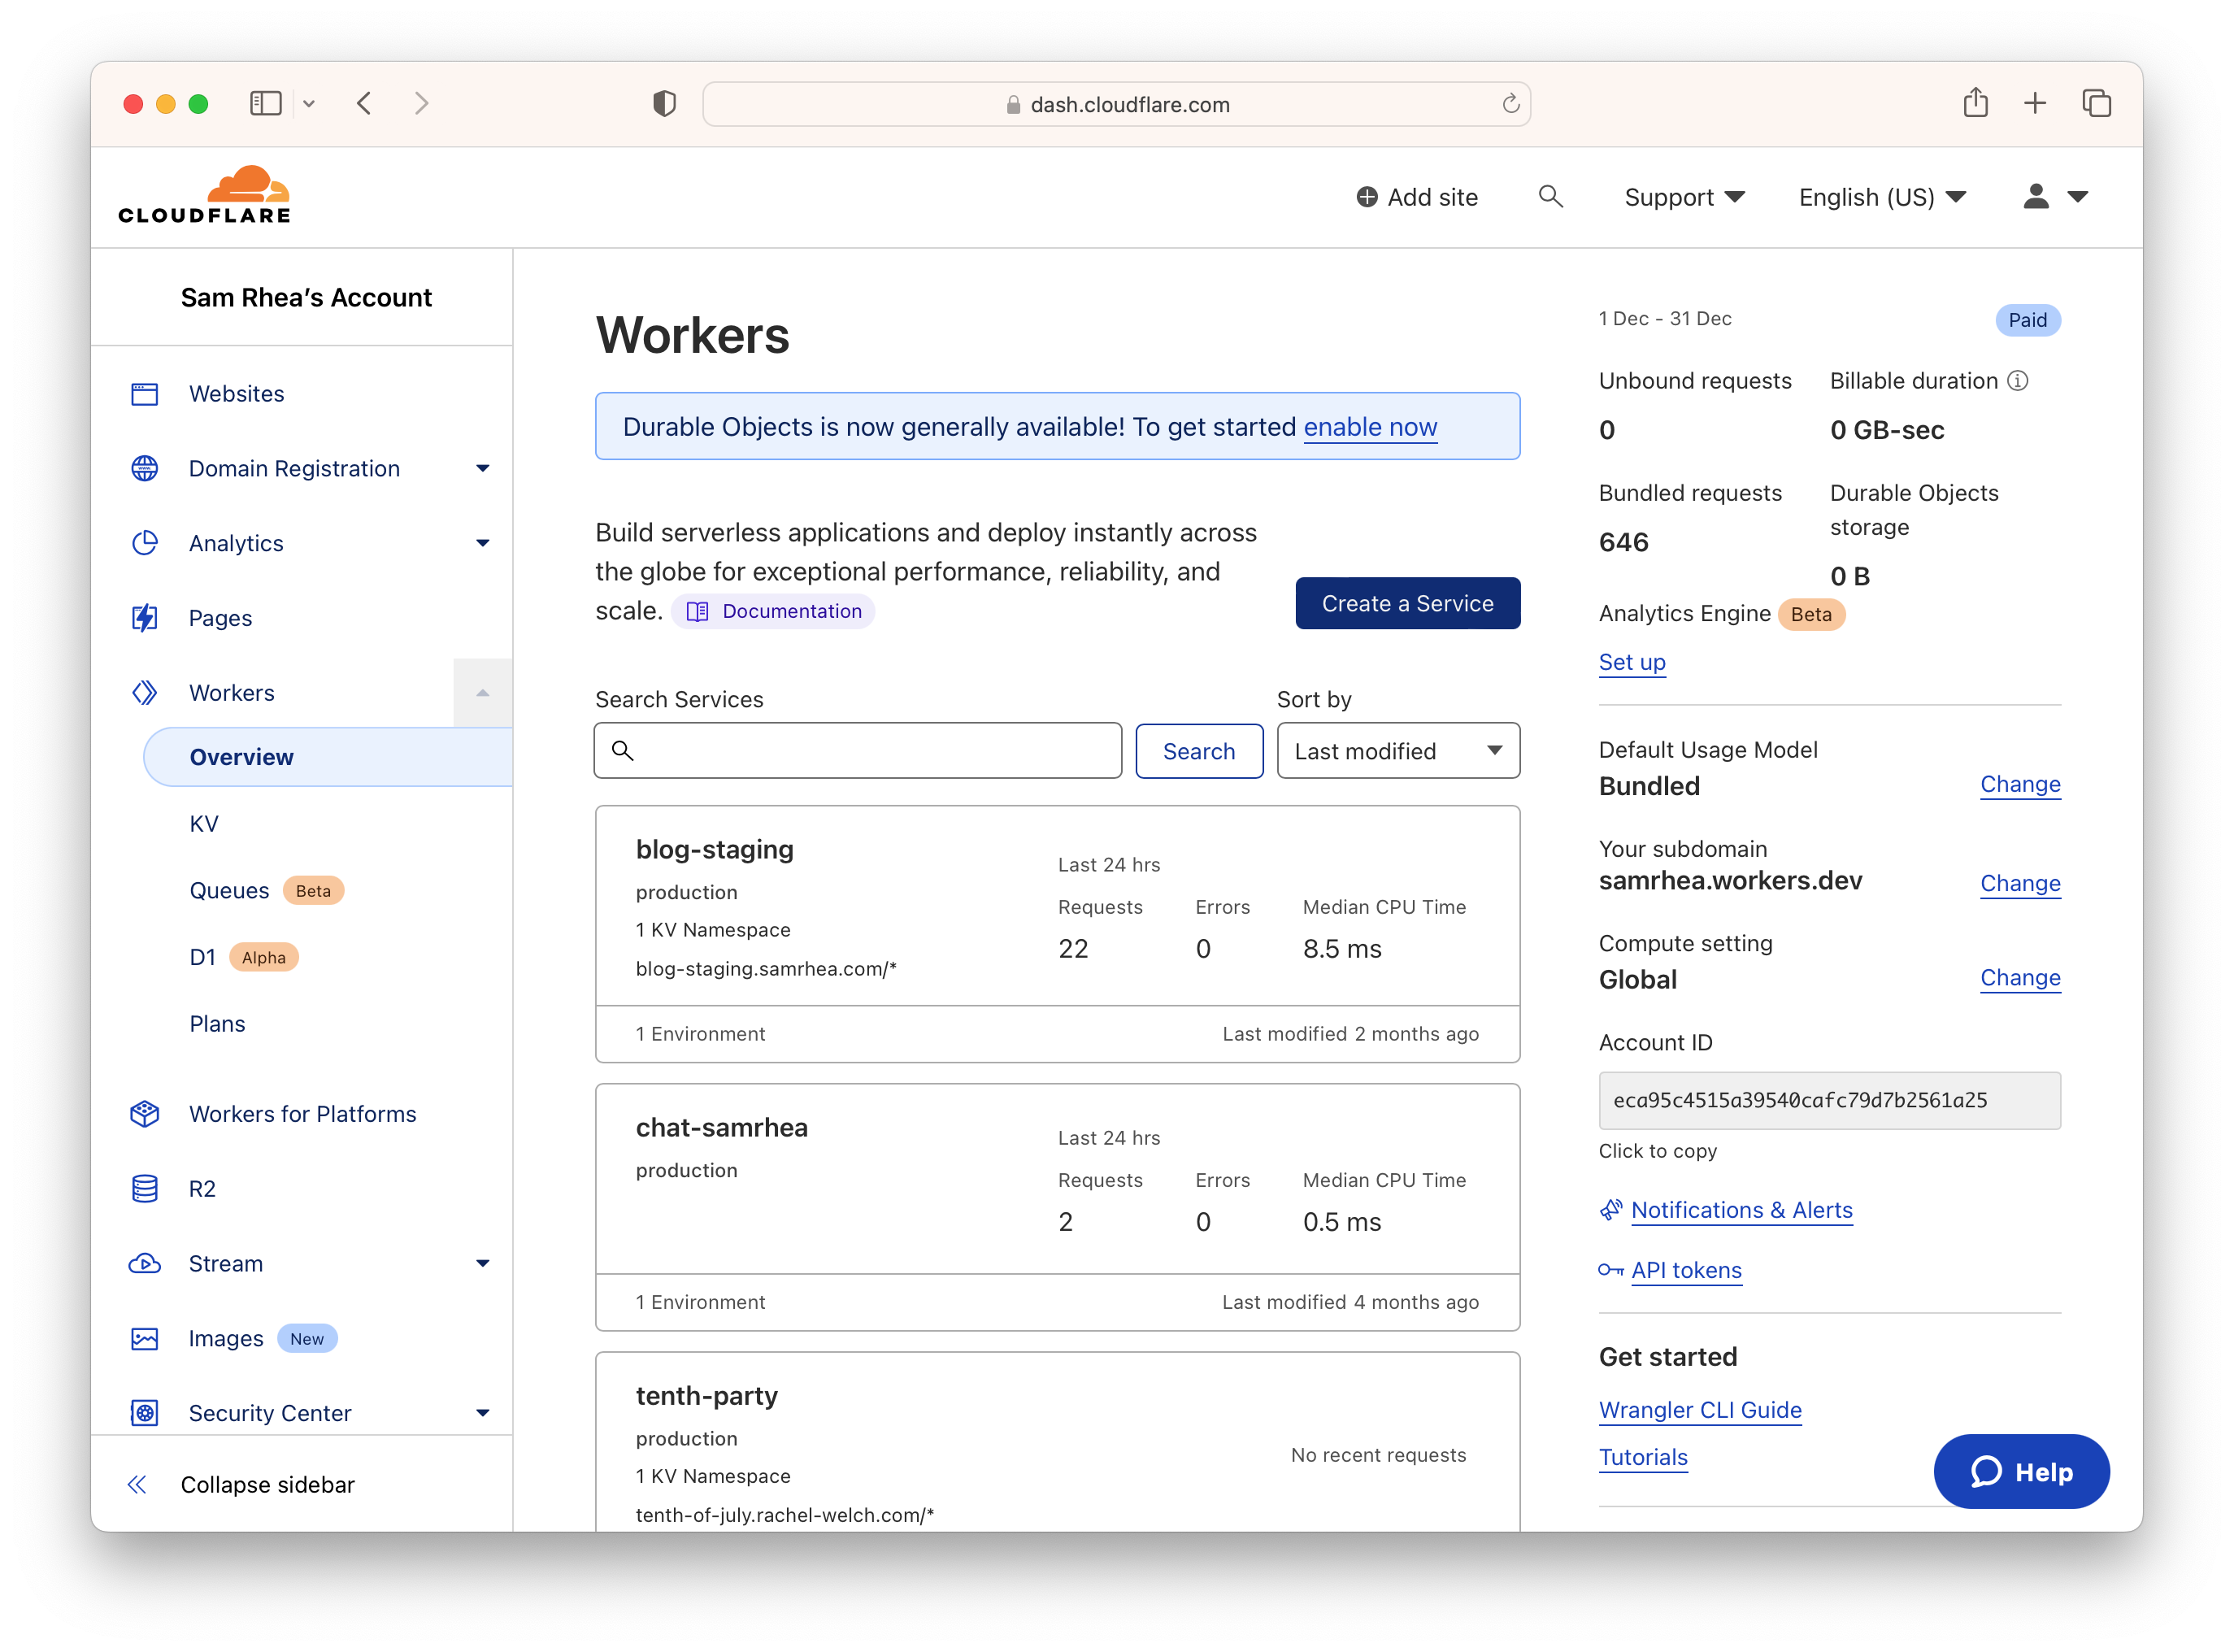 dash.cloudflare.com
CLOUDFLARE
Add site
Support
English (US)
Sam Rhea’s Account
Websites
Domain Registration
Analytics
Pages
Workers
Overview
KV
Queues Beta
D1 Alpha
Plans
Workers for Platforms
R2
Stream
Images New
Security Center
Collapse sidebar
Workers
Durable Objects is now generally available! To get started enable now
Build serverless applications and deploy instantly across
the globe for exceptional performance, reliability, and
scale. Documentation
Create a Service
Search Services
Sort by
Search
Last modified
blog-staging
production
1 KV Namespace
blog-staging.samrhea.com/*
Last 24 hrs
Requests Errors Median CPU Time
22 0 8.5 ms
1 Environment
Last modified 2 months ago
chat-samrhea
production
Last 24 hrs
Requests Errors Median CPU Time
2 0 0.5 ms
1 Environment
Last modified 4 months ago
tenth-party
production
1 KV Namespace
tenth-of-july.rachel-welch.com/*
No recent requests
1 Dec - 31 Dec
Paid
Unbound requests
0
Billable duration
0 GB-sec
Bundled requests
646
Durable Objects
storage
0 B
Analytics Engine Beta
Set up
Default Usage Model
Bundled
Change
Your subdomain
samrhea.workers.dev
Change
Compute setting
Global
Change
Account ID
eca95c4515a39540cafc79d7b2561a25
Click to copy
Notifications & Alerts
API tokens
Get started
Wrangler CLI Guide
Tutorials
Help